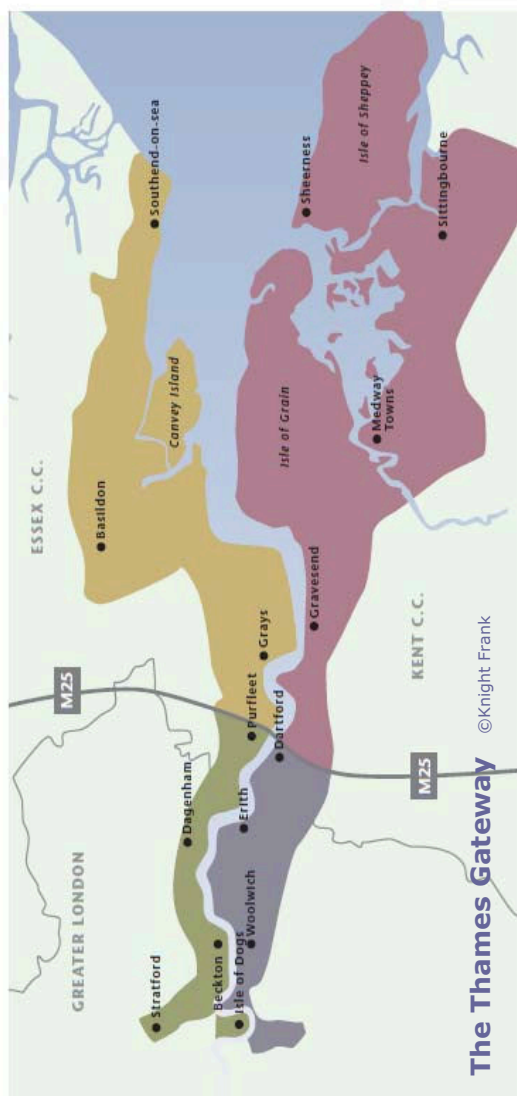 ESSEX C.C.
GREATER LONDON
M25
Southend-on-sea
Basildon
Canvey Island
Stratford
Dagenham
Beckton
Isle of Dogs
Woolwich
Erith
Purfleet
Grays
Dartford
Gravesend
Isle of Grain
Sheerness
Isle of Sheppey
Medway
Towns
Sittingbourne
KENT C.C.
M25
The Thames Gateway ©Knight Frank